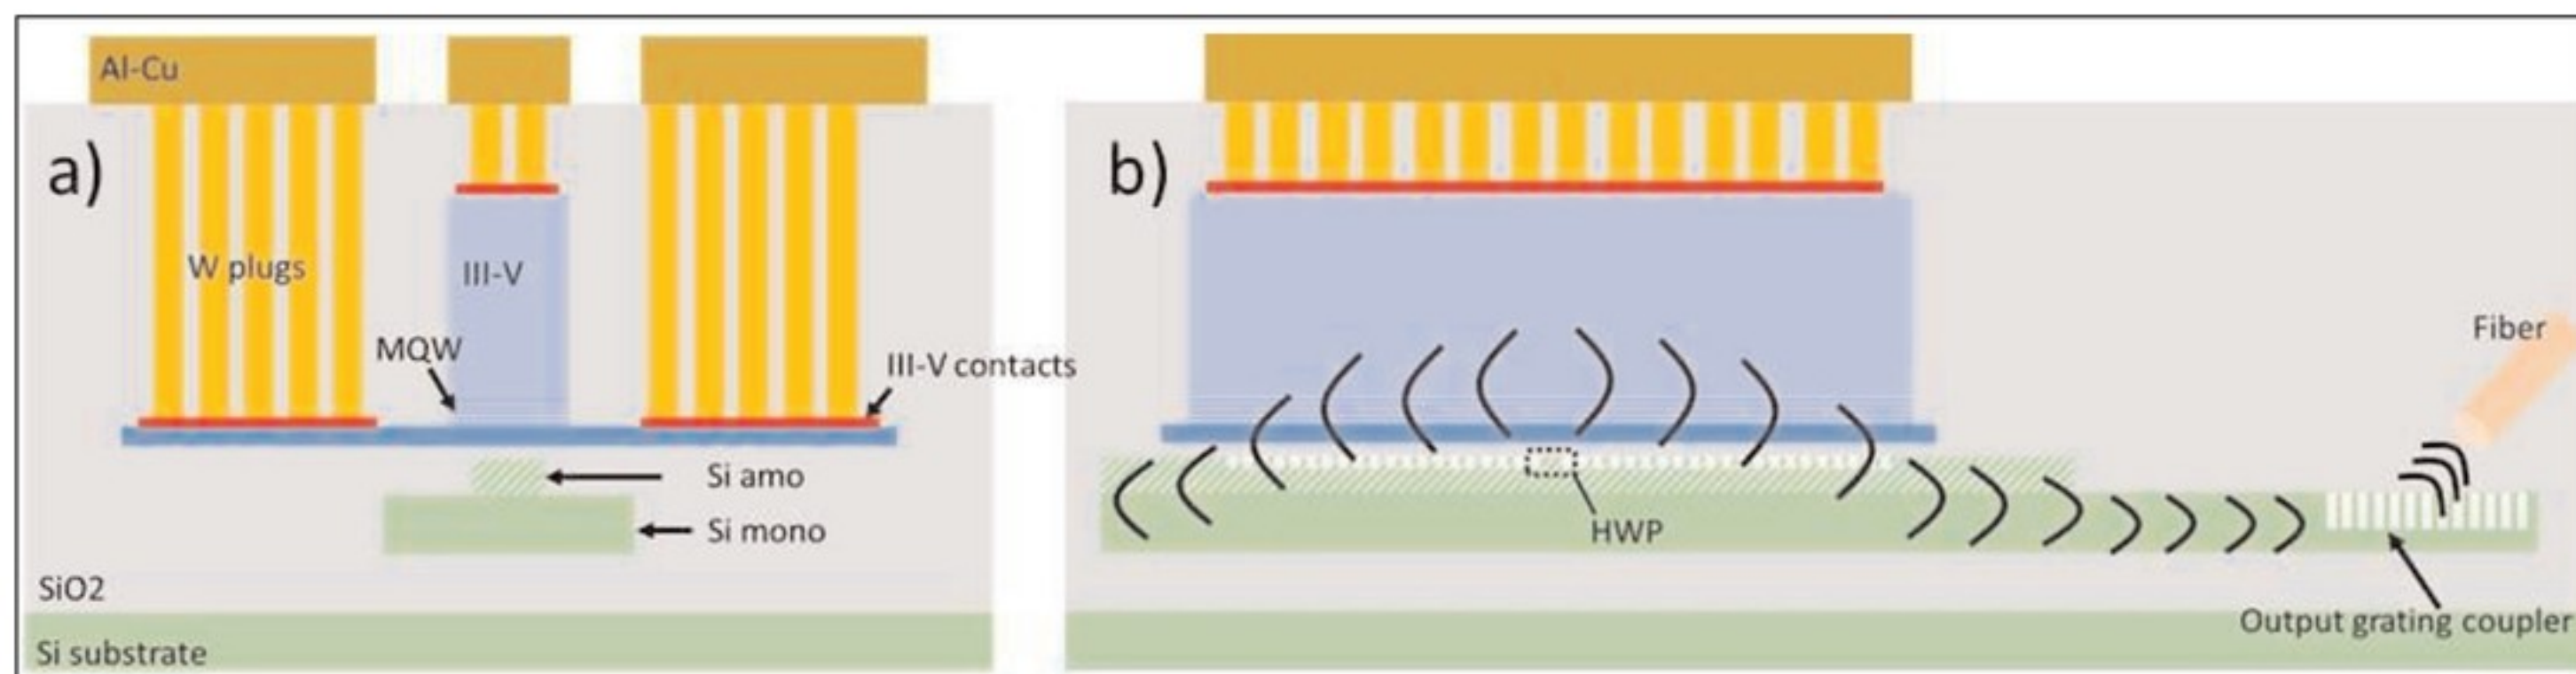 Al-Cu
a)
W plugs
III-V
MQW
III-V contacts
Si amo
Si mono
SiO2
Si substrate
b)
Fiber
HWP
Output grating coupler